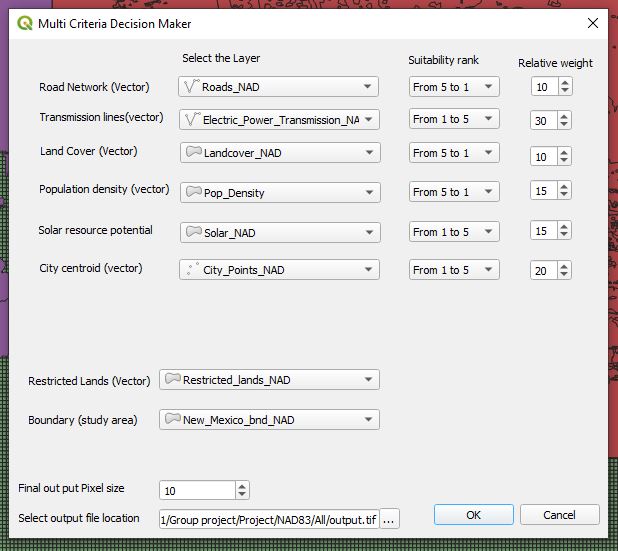 Multi Criteria Decision Maker
Select the Layer Suitability rank Relative weight
Road Network (Vector) Roads_NAD From 5 to 1 10
Transmission lines(vector) Electric_Power_Transmission_NA From 1 to 5 30
Land Cover (Vector) Landcover_NAD From 5 to 1 10
Population density (vector) Pop_Density From 5 to 1 15
Solar resource potential Solar_NAD From 1 to 5 15
City centroid (vector) City_Points_NAD From 1 to 5 20
Restricted Lands (Vector) Restricted_lands_NAD
Boundary (study area) New_Mexico_bnd_NAD
Final out put Pixel size 10
Select output file location 1/Group project/Project/NAD83/All/output.tif ... OK Cancel